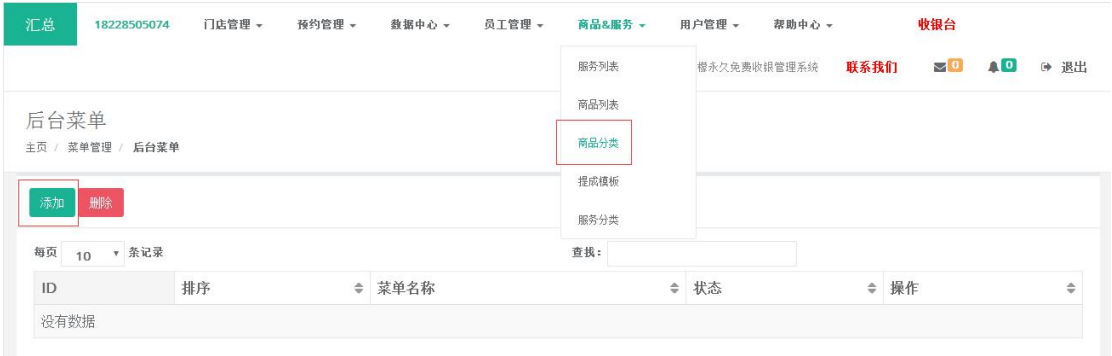 汇总 18228505074 门店管理 预约管理 数据中心 员工管理 商品&服务 用户管理 帮助中心 收银台
服务列表 樱永久免费收银管理系统 联系我们 0 0 退出
商品列表
后台菜单
主页 / 菜单管理 / 后台菜单
商品分类
提成模板
添加 删除
服务分类
每页 10 条记录 查找:
ID 排序 菜单名称 状态 操作
没有数据